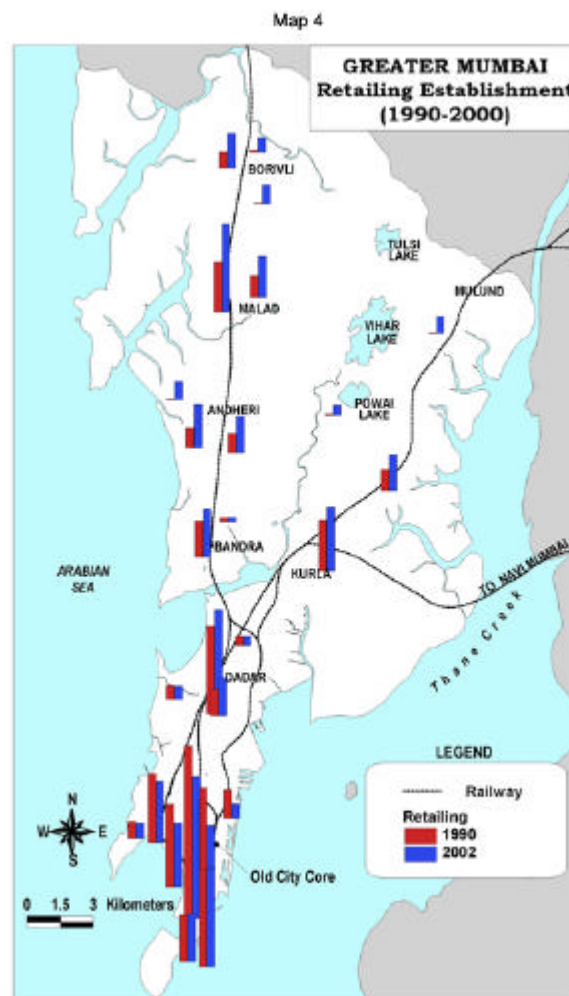 Map 4
GREATER MUMBAI
Retailing Establishment
(1990-2000)
BORIVLI
TULSI
LAKE
MULUND
MALAD
VIHAR
LAKE
ANDHERI
POWAI
LAKE
BANDRA
KURLA
ARABIAN
SEA
TO NAVI MUMBAI
Thane Creek
DADAR
LEGEND
Railway
Retailing
1990
2002
N
W E
S
Old City Core
0 1.5 3 Kilometers